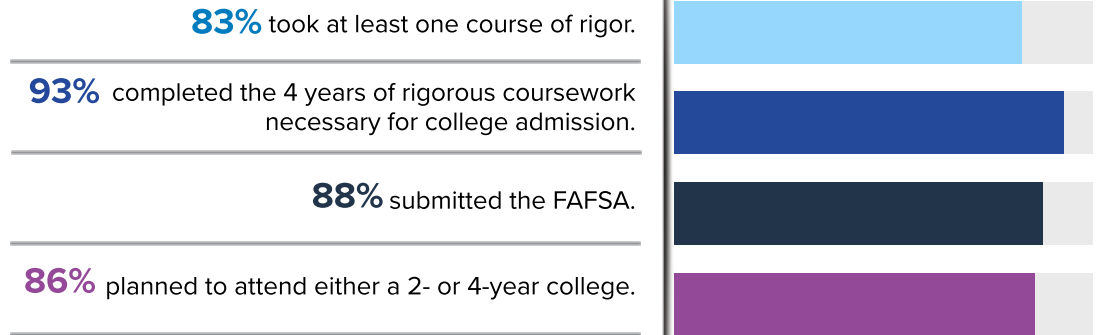 83% took at least one course of rigor.
93% completed the 4 years of rigorous coursework
necessary for college admission.
88% submitted the FAFSA.
86% planned to attend either a 2- or 4-year college.